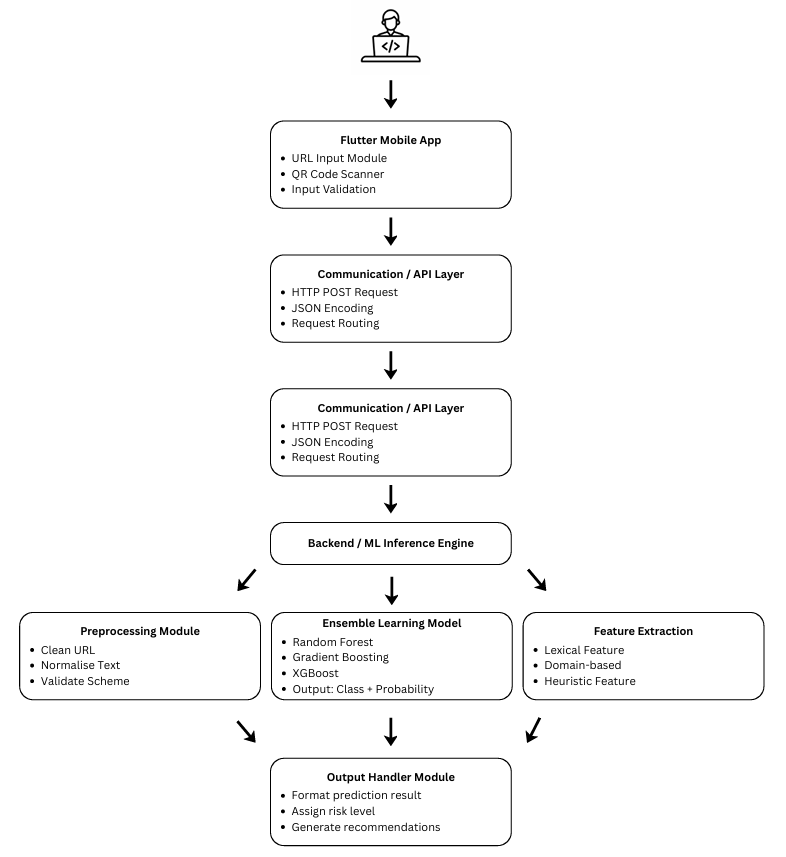 </>
Flutter Mobile App
• URL Input Module
• QR Code Scanner
• Input Validation
Communication / API Layer
• HTTP POST Request
• JSON Encoding
• Request Routing
Communication / API Layer
• HTTP POST Request
• JSON Encoding
• Request Routing
Backend / ML Inference Engine
Preprocessing Module
• Clean URL
• Normalise Text
• Validate Scheme
Ensemble Learning Model
• Random Forest
• Gradient Boosting
• XGBoost
• Output: Class + Probability
Feature Extraction
• Lexical Feature
• Domain-based
• Heuristic Feature
Output Handler Module
• Format prediction result
• Assign risk level
• Generate recommendations